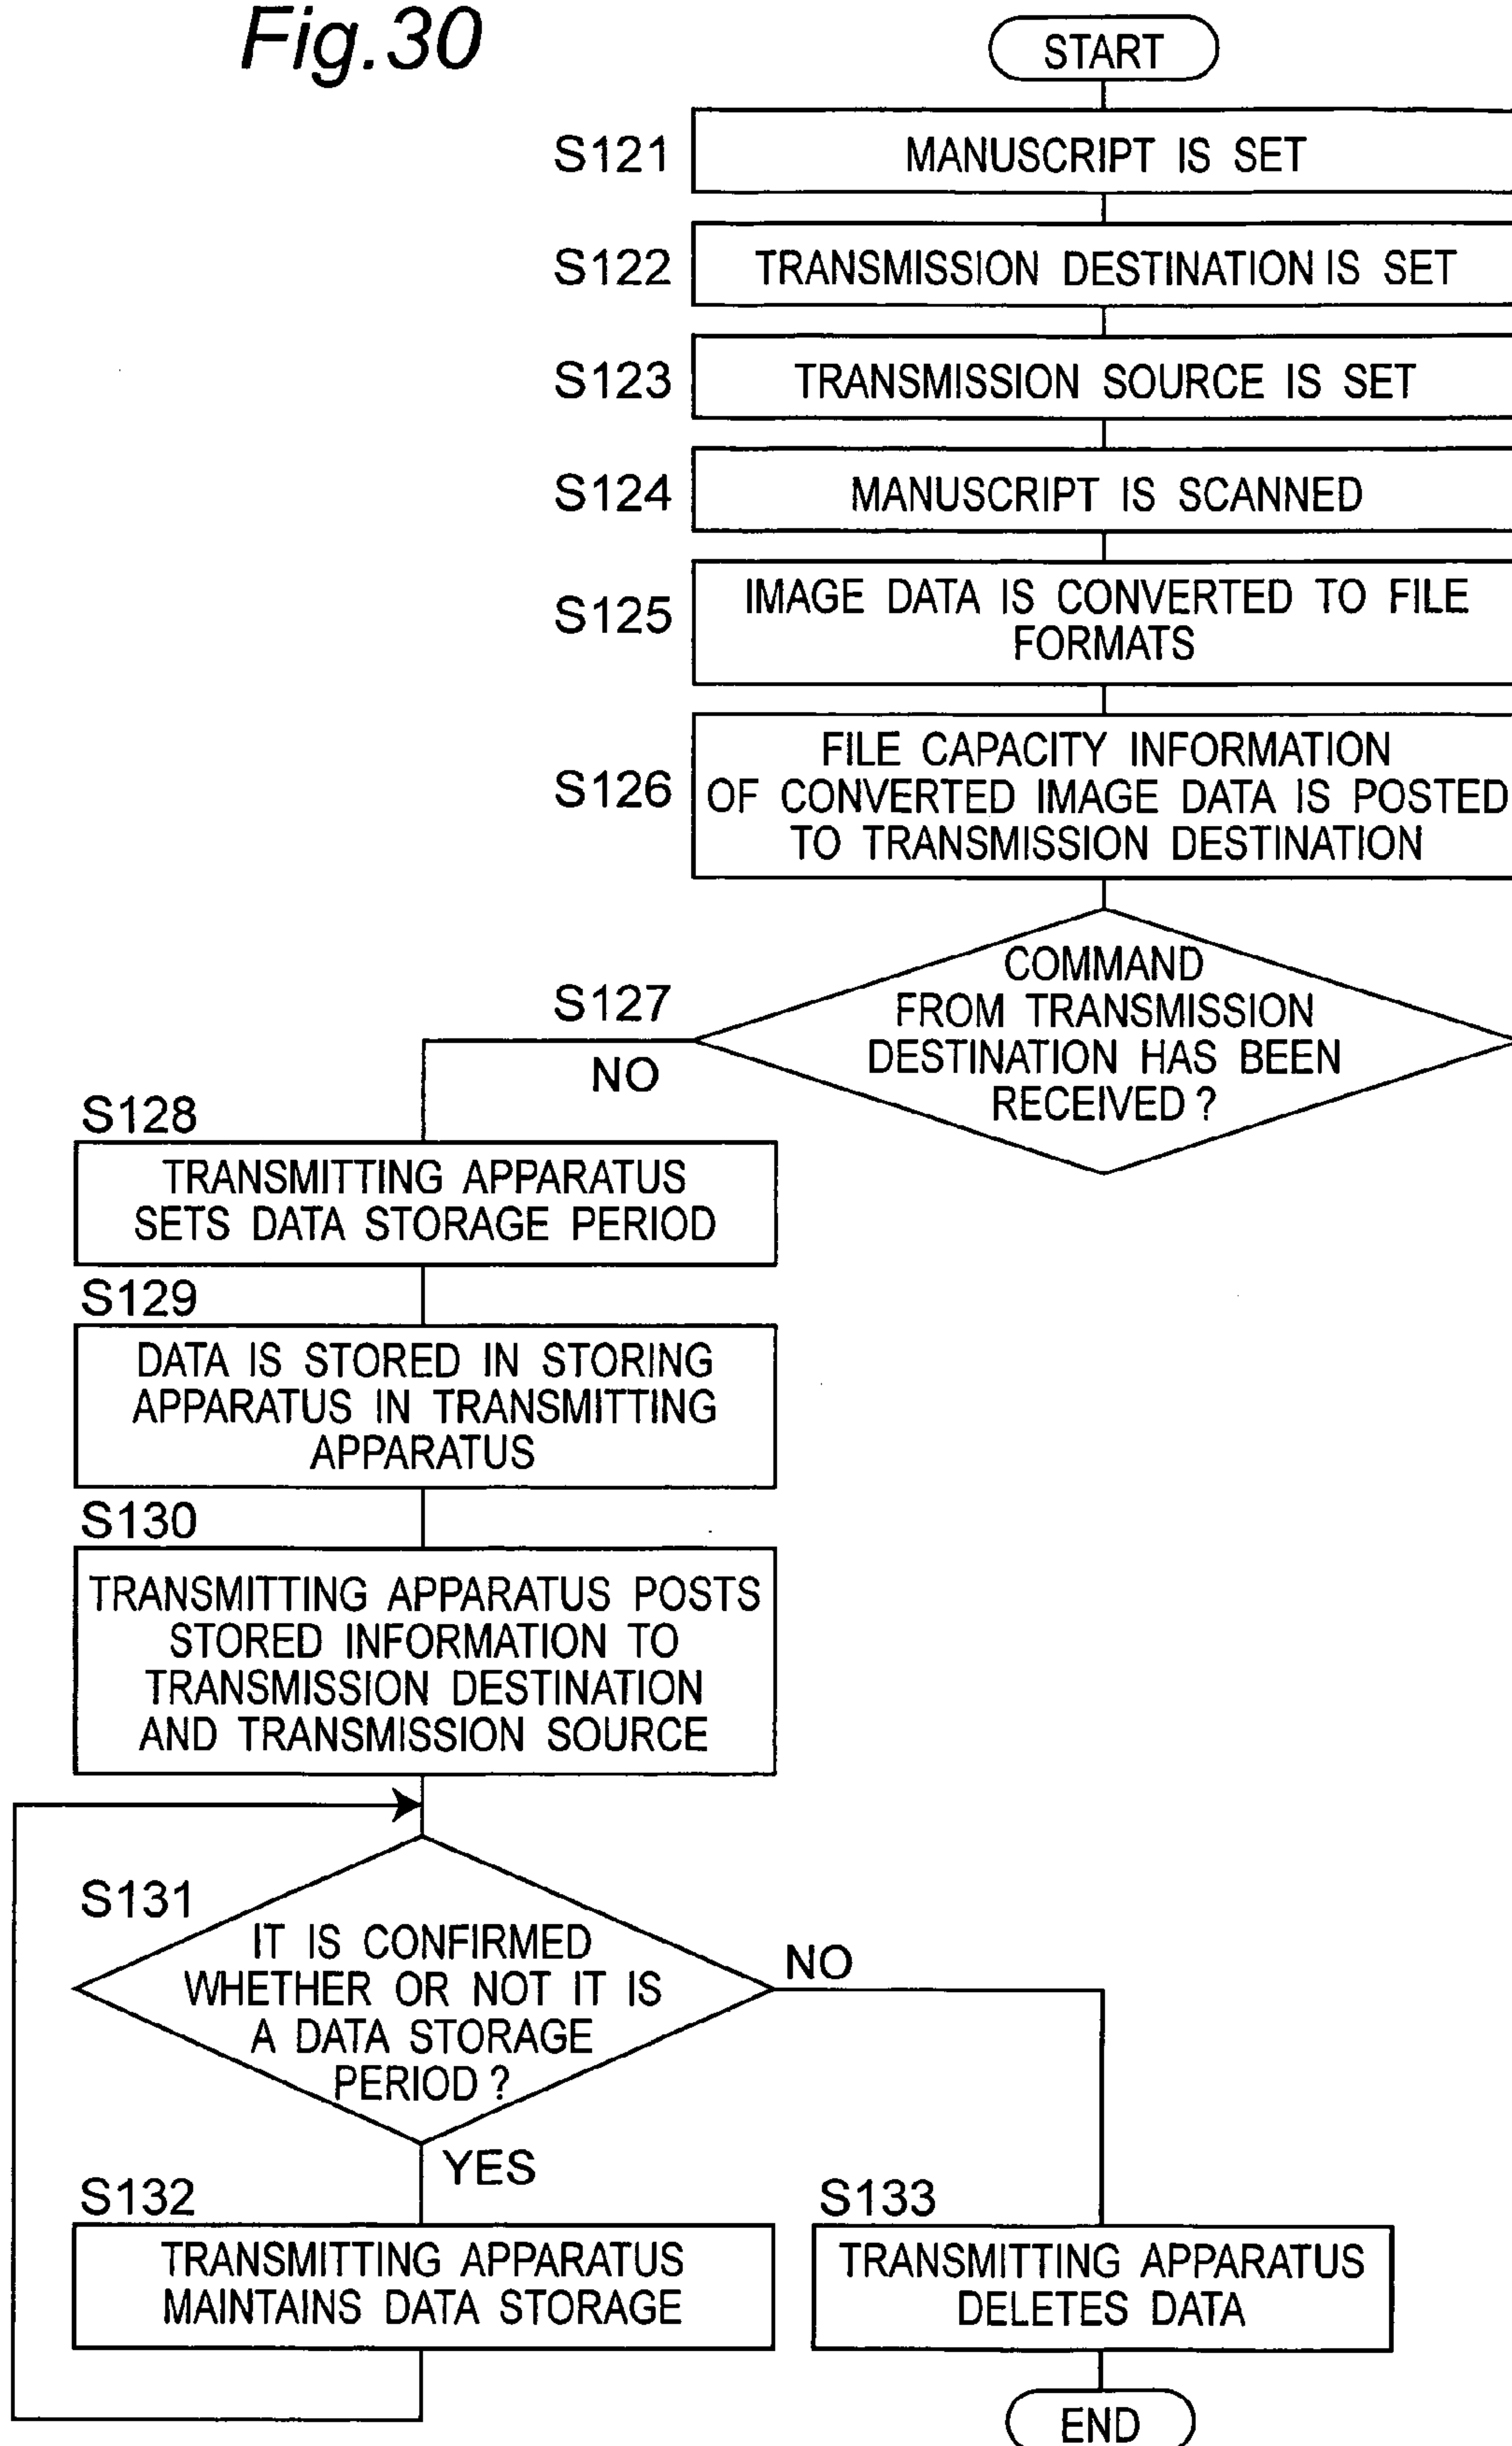 Fig.30
START
S121
MANUSCRIPT IS SET
S122
TRANSMISSION DESTINATION IS SET
S123
TRANSMISSION SOURCE IS SET
S124
MANUSCRIPT IS SCANNED
S125
IMAGE DATA IS CONVERTED TO FILE
FORMATS
S126
FILE CAPACITY INFORMATION
OF CONVERTED IMAGE DATA IS POSTED
TO TRANSMISSION DESTINATION
S127
COMMAND
FROM TRANSMISSION
DESTINATION HAS BEEN
RECEIVED ?
NO
S128
TRANSMITTING APPARATUS
SETS DATA STORAGE PERIOD
S129
DATA IS STORED IN STORING
APPARATUS IN TRANSMITTING
APPARATUS
S130
TRANSMITTING APPARATUS POSTS
STORED INFORMATION TO
TRANSMISSION DESTINATION
AND TRANSMISSION SOURCE
S131
IT IS CONFIRMED
WHETHER OR NOT IT IS
A DATA STORAGE
PERIOD ?
NO
YES
S132
TRANSMITTING APPARATUS
MAINTAINS DATA STORAGE
S133
TRANSMITTING APPARATUS
DELETES DATA
END